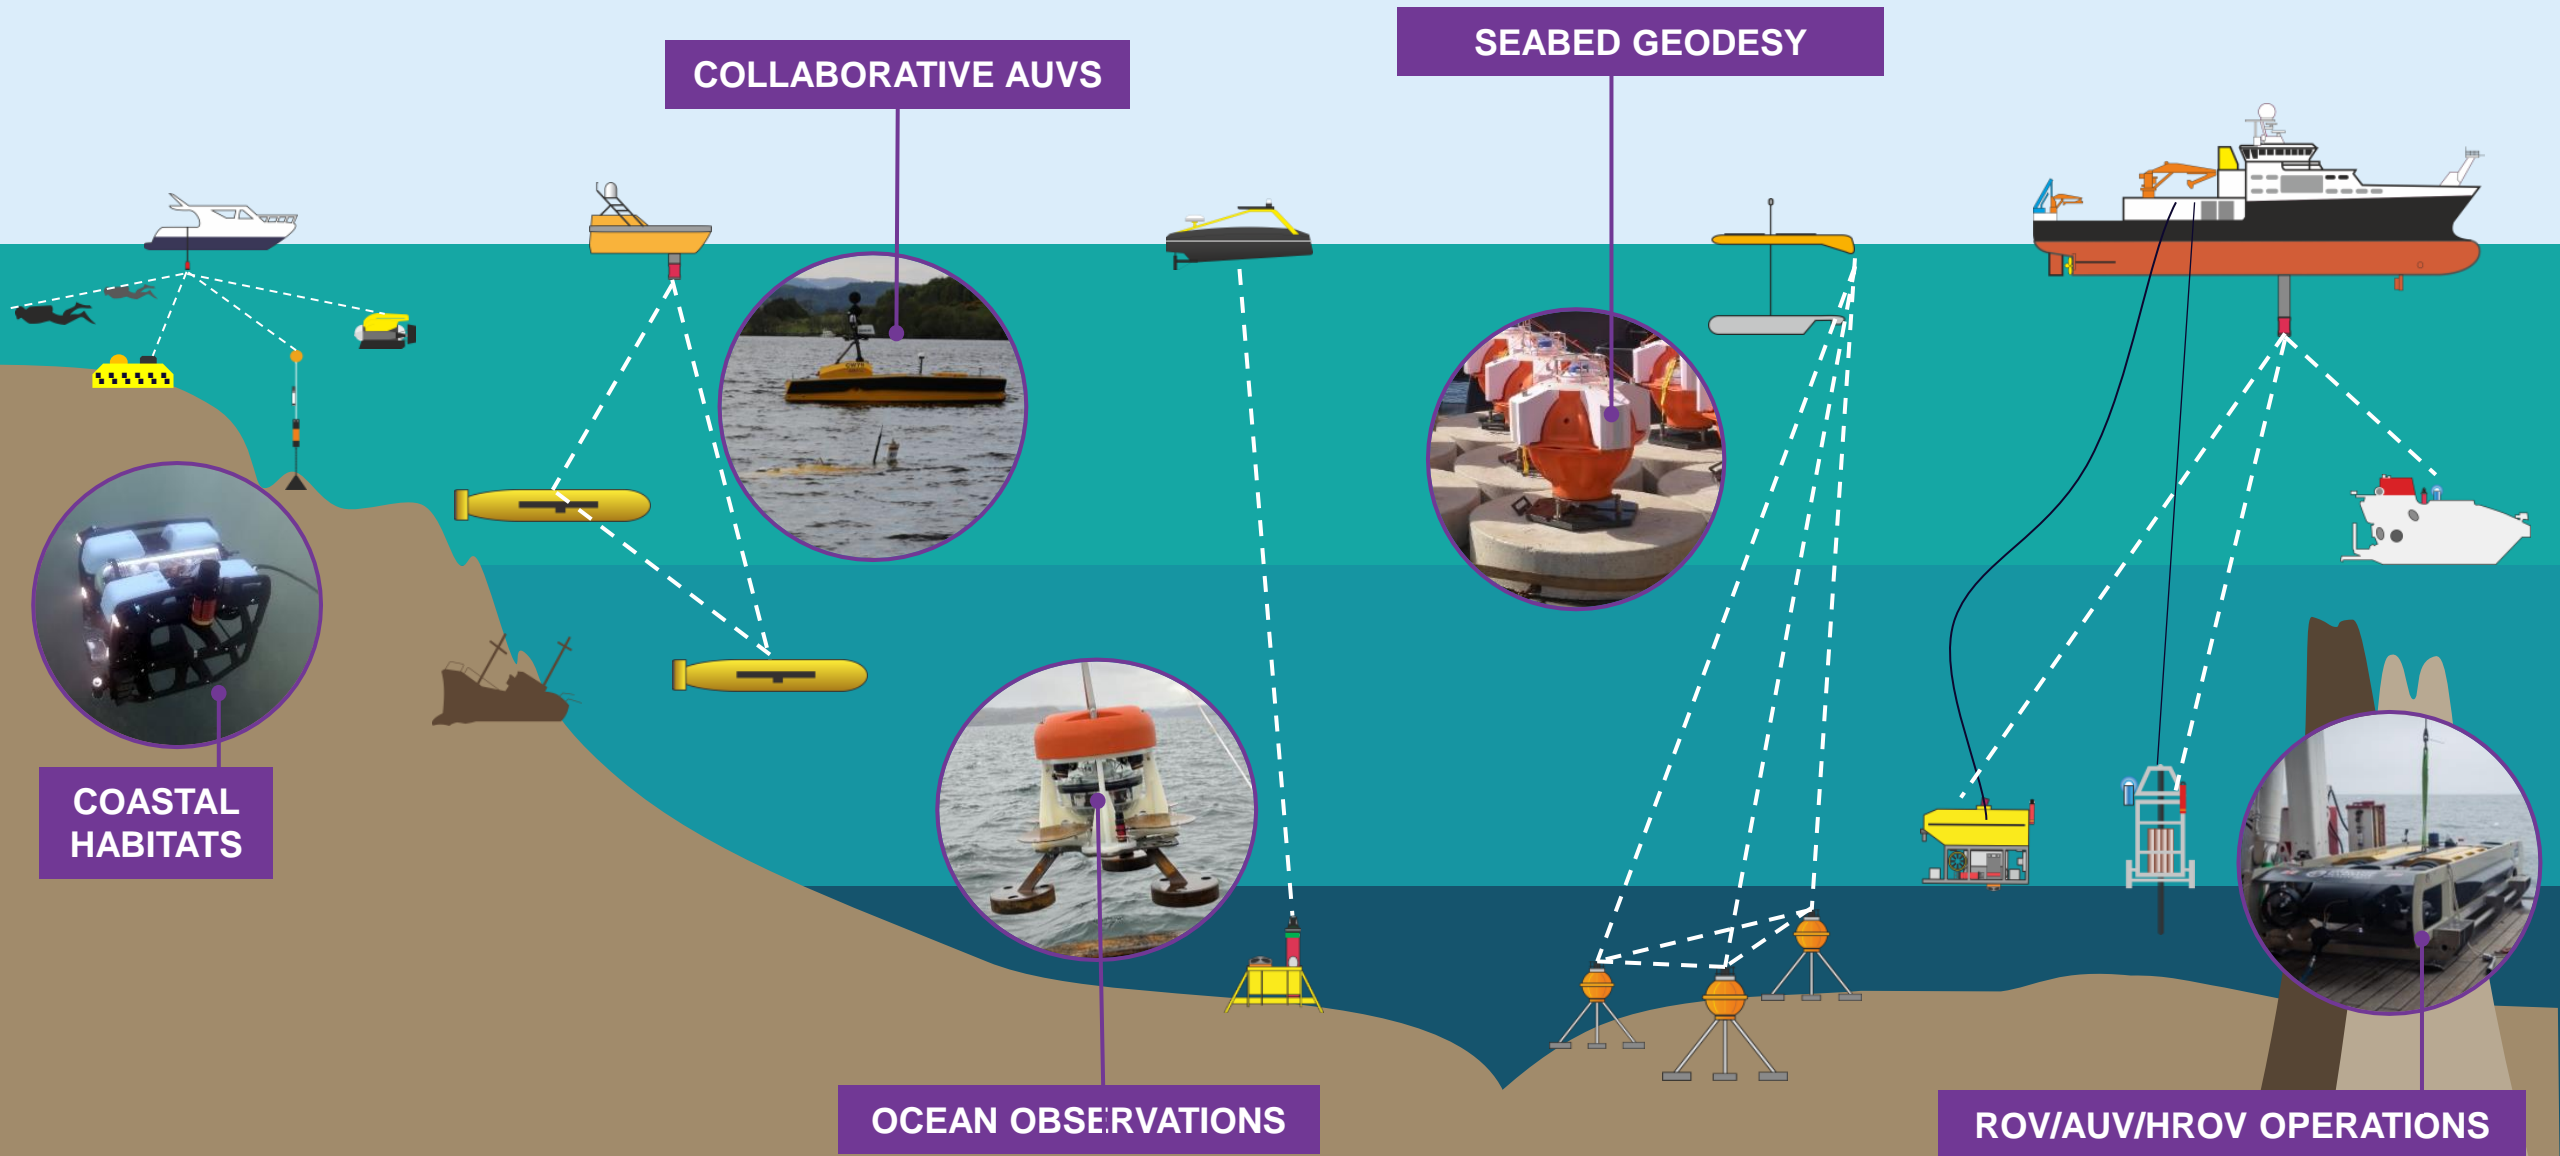 SEABED GEODESY
COLLABORATIVE AUVS
COASTAL
HABITATS
OCEAN OBSERVATIONS
ROV/AUV/HROV OPERATIONS